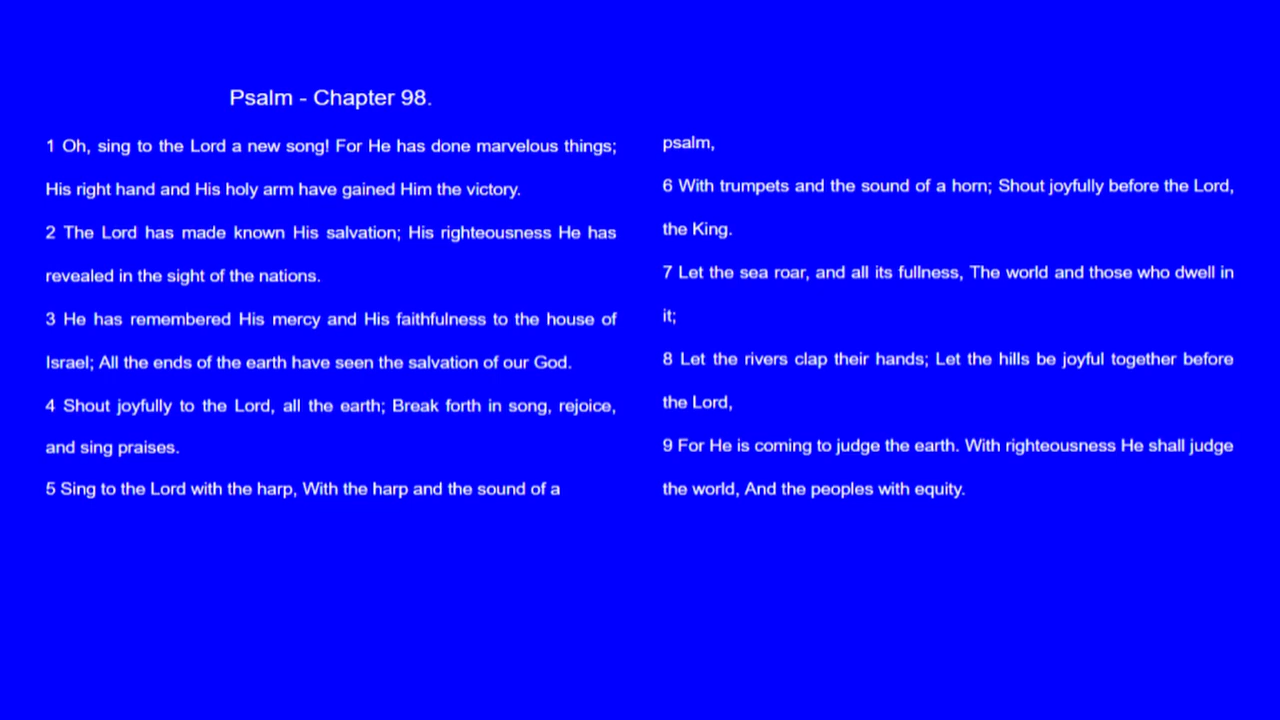 Psalm - Chapter 98.
1 Oh, sing to the Lord a new song! For He has done marvelous things;
His right hand and His holy arm have gained Him the victory.
2 The Lord has made known His salvation; His righteousness He has
revealed in the sight of the nations.
3 He has remembered His mercy and His faithfulness to the house of
Israel; All the ends of the earth have seen the salvation of our God.
4 Shout joyfully to the Lord, all the earth; Break forth in song, rejoice,
and sing praises.
5 Sing to the Lord with the harp, With the harp and the sound of a
psalm,
6 With trumpets and the sound of a horn; Shout joyfully before the Lord,
the King.
7 Let the sea roar, and all its fullness, The world and those who dwell in
it;
8 Let the rivers clap their hands; Let the hills be joyful together before
the Lord,
9 For He is coming to judge the earth. With righteousness He shall judge
the world, And the peoples with equity.